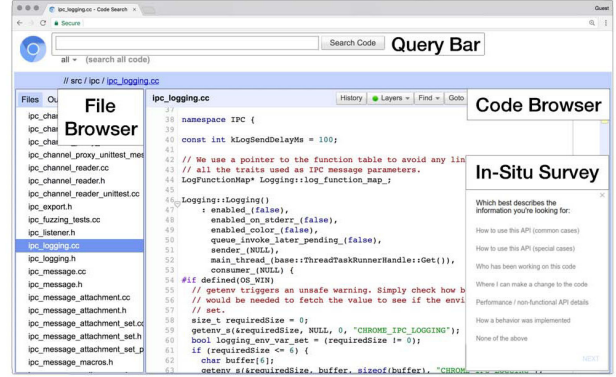 ipc_logging.cc - Code Search
Guest
Secure
Search Code
Query Bar
all
(search all code)
// src / ipc / ipc_logging.cc
Files
File Browser
ipc_channel_proxy_unittest_mes
ipc_channel_reader.cc
ipc_channel_reader.h
ipc_channel_reader_unittest.cc
ipc_export.h
ipc_fuzzing_tests.cc
ipc_listener.h
ipc_logging.cc
ipc_logging.h
ipc_message.cc
ipc_message.h
ipc_message_attachment.cc
ipc_message_attachment.h
ipc_message_attachment_set.cc
ipc_message_attachment_set.h
ipc_message_attachment_set_p
ipc_message_macros.h
ipc_logging.cc
History
Layers
Find
Goto
Code Browser
37
38 namespace IPC {
39
40 const int kLogSendDelayMs = 100;
41
42 // We use a pointer to the function table to avoid any lin
43 // all the traits used as IPC message parameters.
44 LogFunctionMap* Logging::log_function_map_;
45
46 Logging::Logging()
47 : enabled_(false),
48 enabled_on_stderr_(false),
49 enabled_color_(false),
50 queue_invoke_later_pending_(false),
51 sender_(NULL),
52 main_thread_(base::ThreadTaskRunnerHandle::Get()),
53 consumer_(NULL) {
54 #if defined(OS_WIN)
55 // getenv triggers an unsafe warning. Simply check how b
56 // would be needed to fetch the value to see if the envi
57 // set.
58 size_t requiredSize = 0;
59 getenv_s(&requiredSize, NULL, 0, "CHROME_IPC_LOGGING");
60 bool logging_env_var_set = (requiredSize != 0);
61 if (requiredSize <= 6) {
62 char buffer[6];
63 getenv_s(&requiredSize, buffer, sizeof(buffer), "CHROME_IPC_LOGGING");
In-Situ Survey
Which best describes the
information you're looking for:
How to use this API (common cases)
How to use this API (special cases)
Who has been working on this code
Where I can make a change to the code
Performance / non-functional API details
How a behavior was implemented
None of the above
NEXT